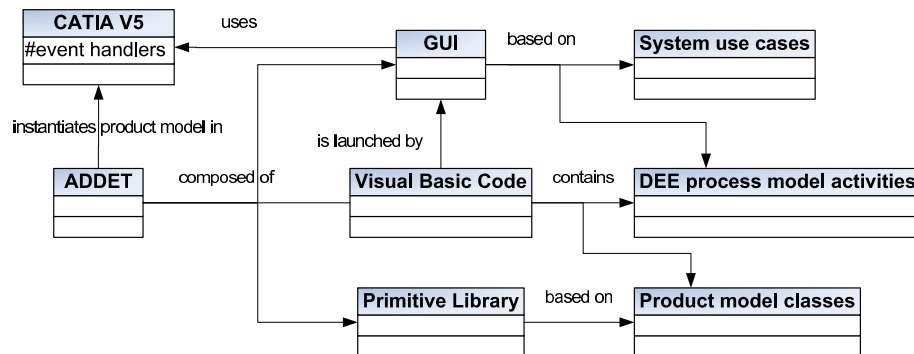 CATIA V5
#event handlers
uses
GUI
based on
System use cases
instantiates product model in
is launched by
ADDET
composed of
Visual Basic Code
contains
DEE process model activities
Primitive Library
based on
Product model classes